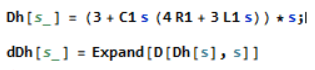 Dh[s_] = (3 + C1 s (4 R1 + 3 L1 s)) * s;
dDh[s_] = Expand[D[Dh[s], s]]